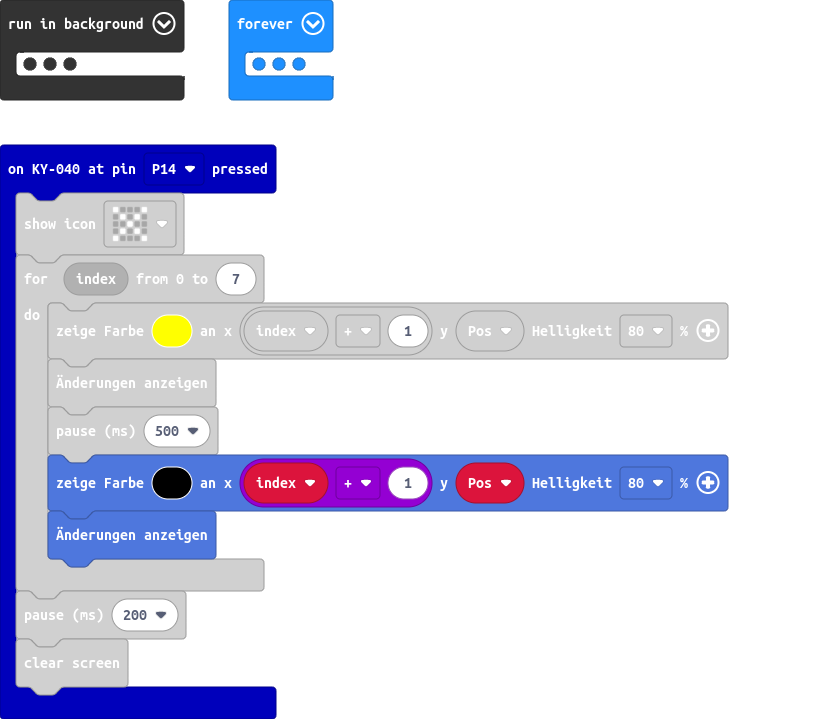 run in background
forever
on KY-040 at pin P14 pressed
show icon
for index from 0 to 7
do
zeige Farbe an x index + 1 y Pos Helligkeit 80 %
Änderungen anzeigen
pause (ms) 500
zeige Farbe an x index + 1 y Pos Helligkeit 80 %
Änderungen anzeigen
pause (ms) 200
clear screen